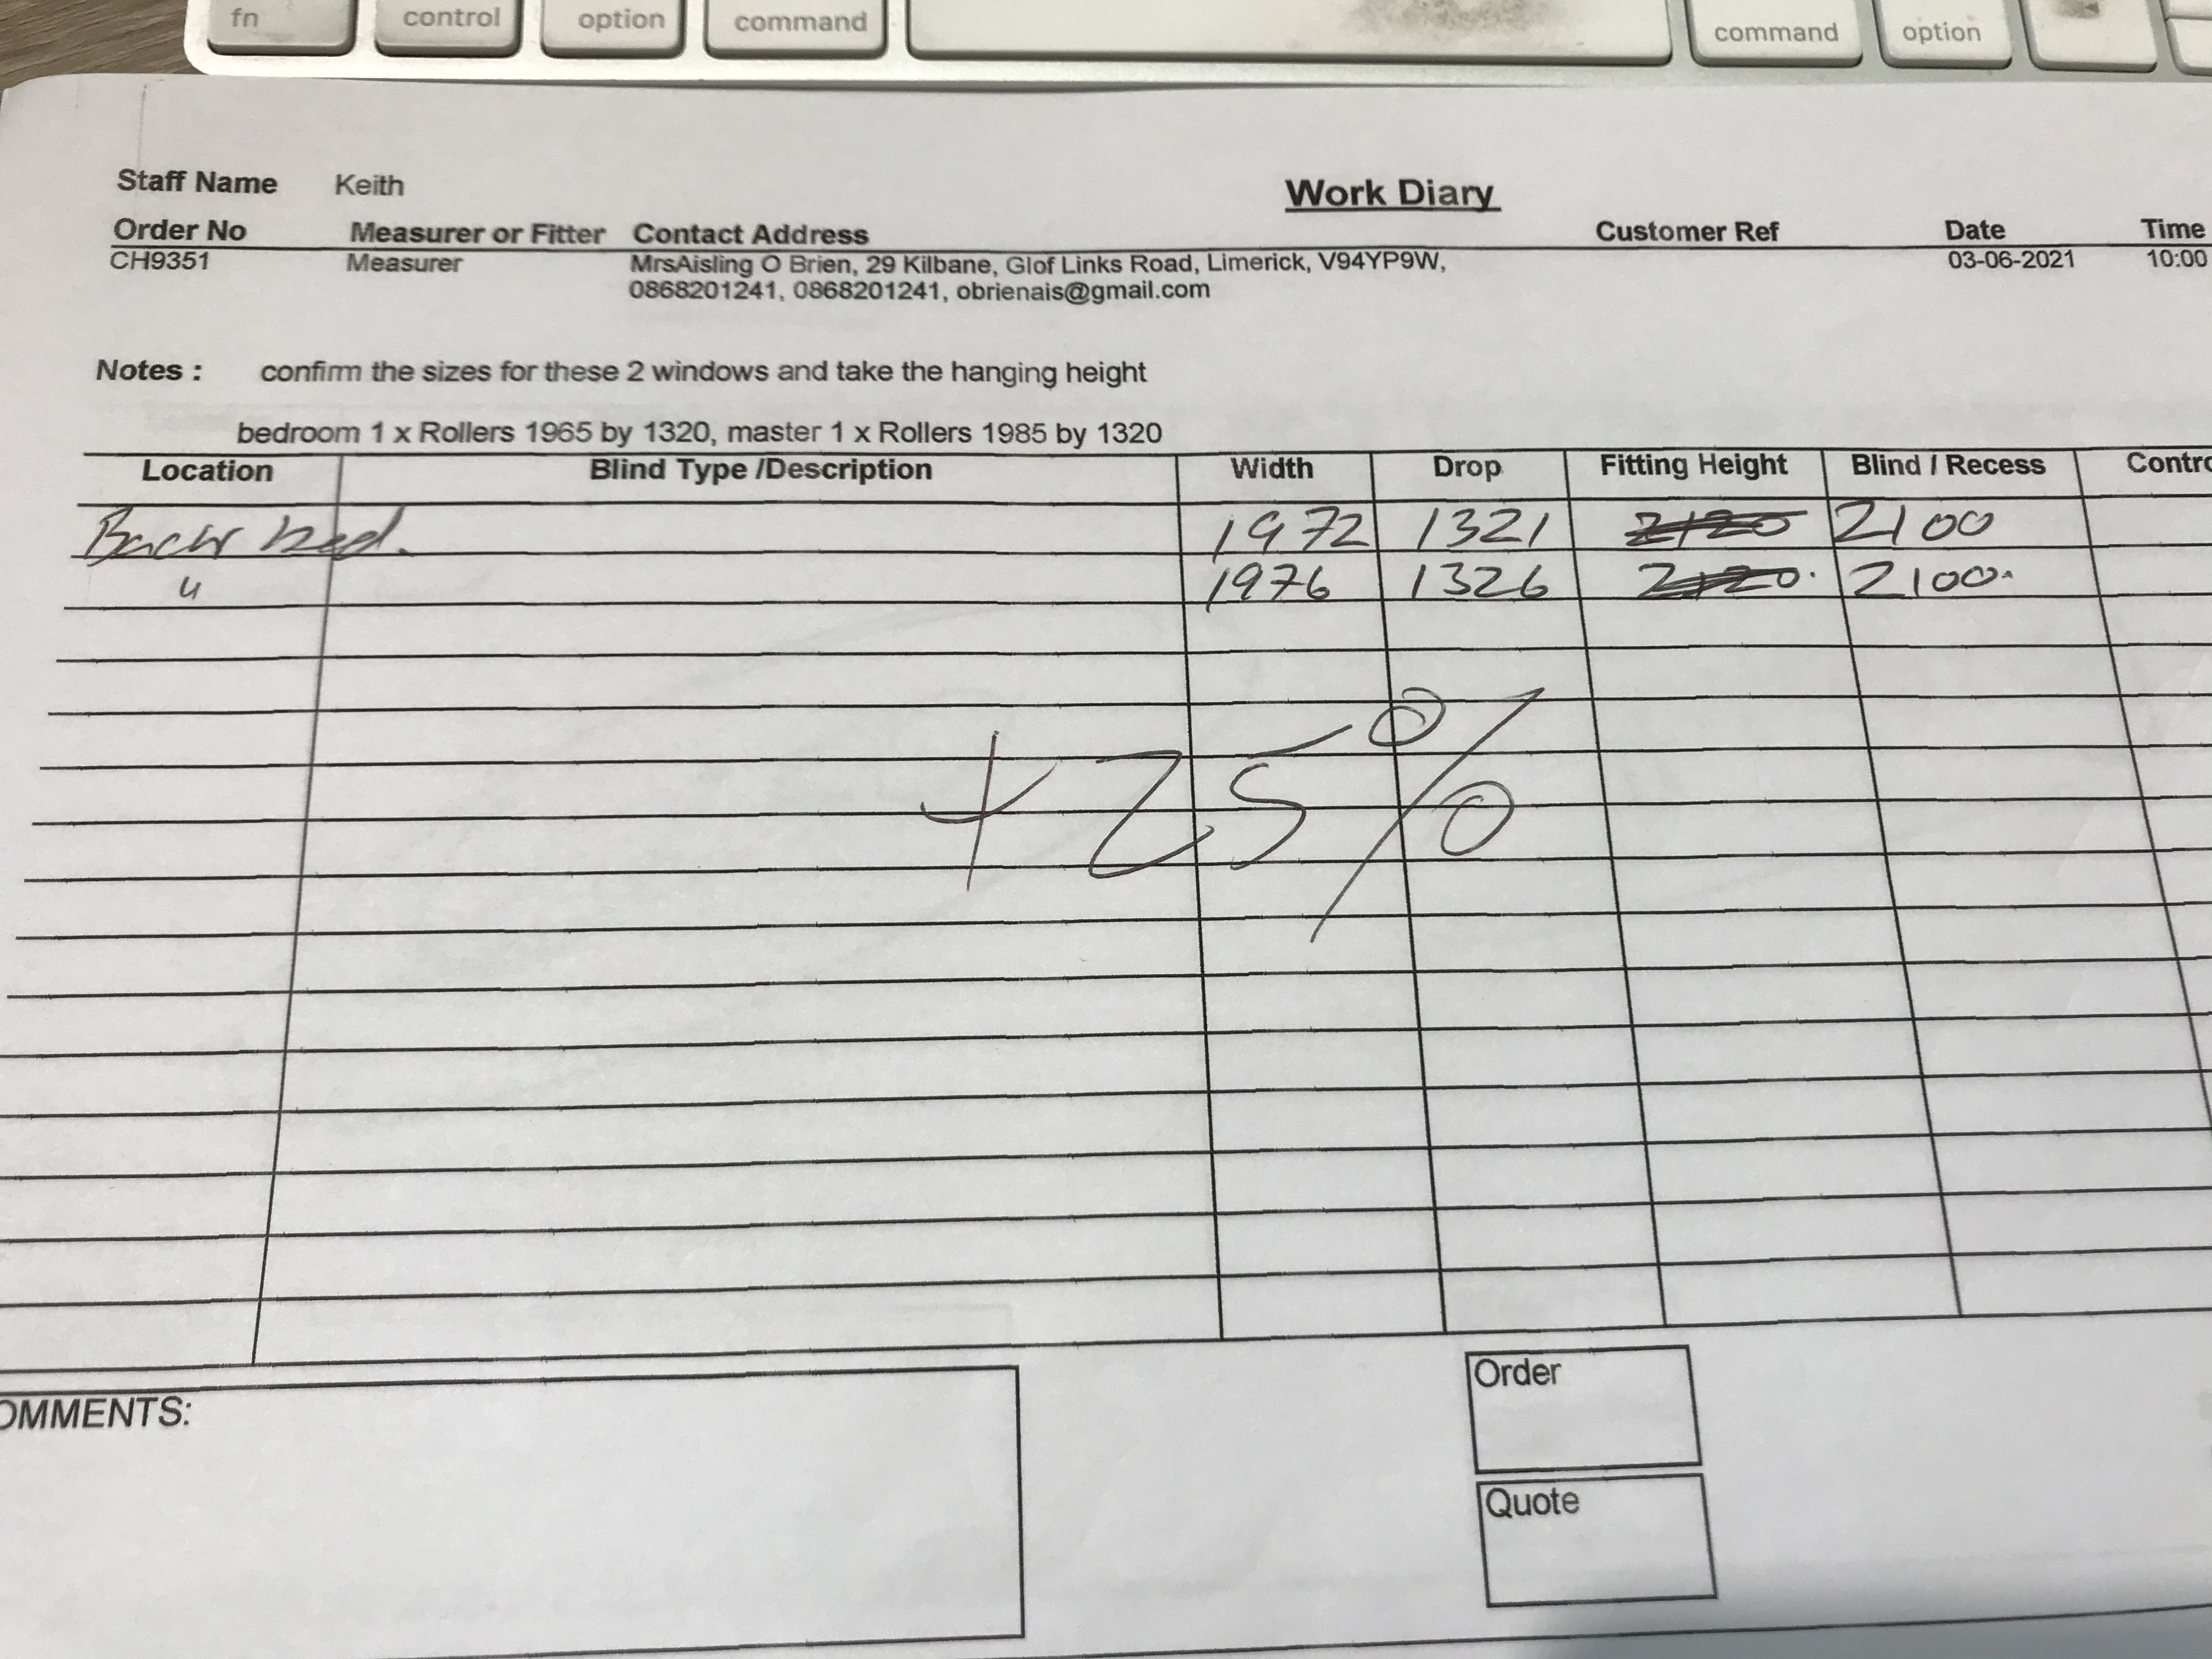 fn control option command command option
Staff Name Keith
Work Diary
Order No Measurer or Fitter Contact Address Customer Ref Date Time
CH9351 Measurer MrsAisling O Brien, 29 Kilbane, Glof Links Road, Limerick, V94YP9W, 03-06-2021 10:00
0868201241, 0868201241, obrienais@gmail.com
Notes : confirm the sizes for these 2 windows and take the hanging height
bedroom 1 x Rollers 1965 by 1320, master 1 x Rollers 1985 by 1320
Location Blind Type /Description Width Drop Fitting Height Blind / Recess Contro
Back bed. 1972 1321 2120 2100
" 1976 1326 2120. 2100.
+ 25%
OMMENTS:
Order
Quote